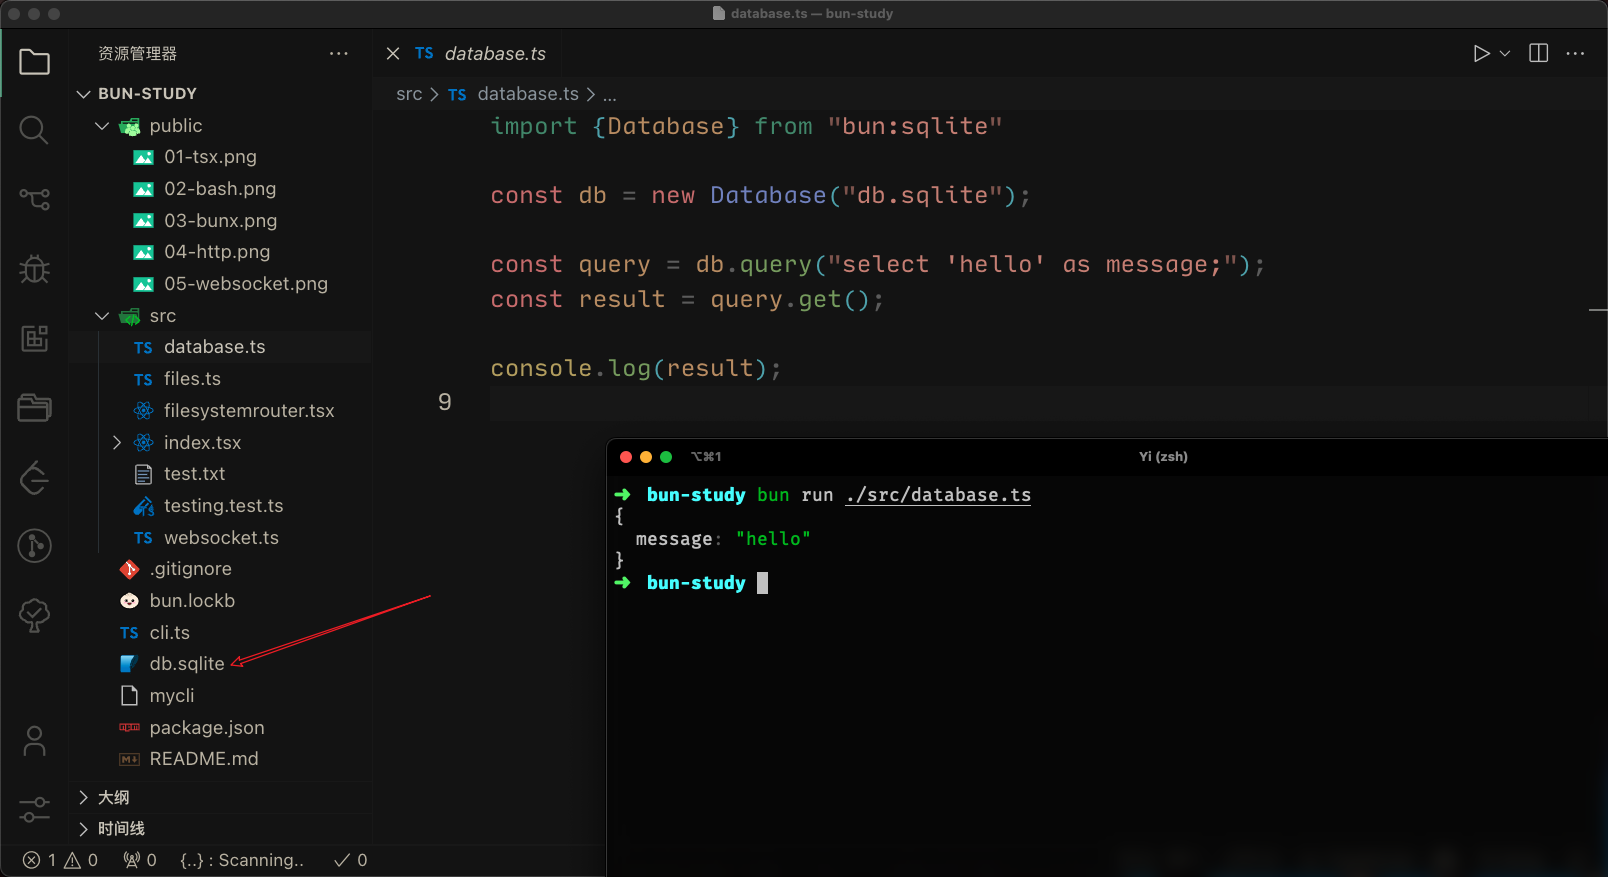 database.ts — bun-study
资源管理器
BUN-STUDY
public
01-tsx.png
02-bash.png
03-bunx.png
04-http.png
05-websocket.png
src
TS database.ts
TS files.ts
filesystemrouter.tsx
index.tsx
test.txt
testing.test.ts
TS websocket.ts
.gitignore
bun.lockb
TS cli.ts
db.sqlite
mycli
package.json
README.md
大纲
时间线
1 0 0 {..} : Scanning.. 0
TS database.ts
src > TS database.ts > ...
import {Database} from "bun:sqlite"
const db = new Database("db.sqlite");
const query = db.query("select 'hello' as message;");
const result = query.get();
console.log(result);
9
⌥⌘1 Yi (zsh)
➜ bun-study bun run ./src/database.ts
{
message: "hello"
}
➜ bun-study